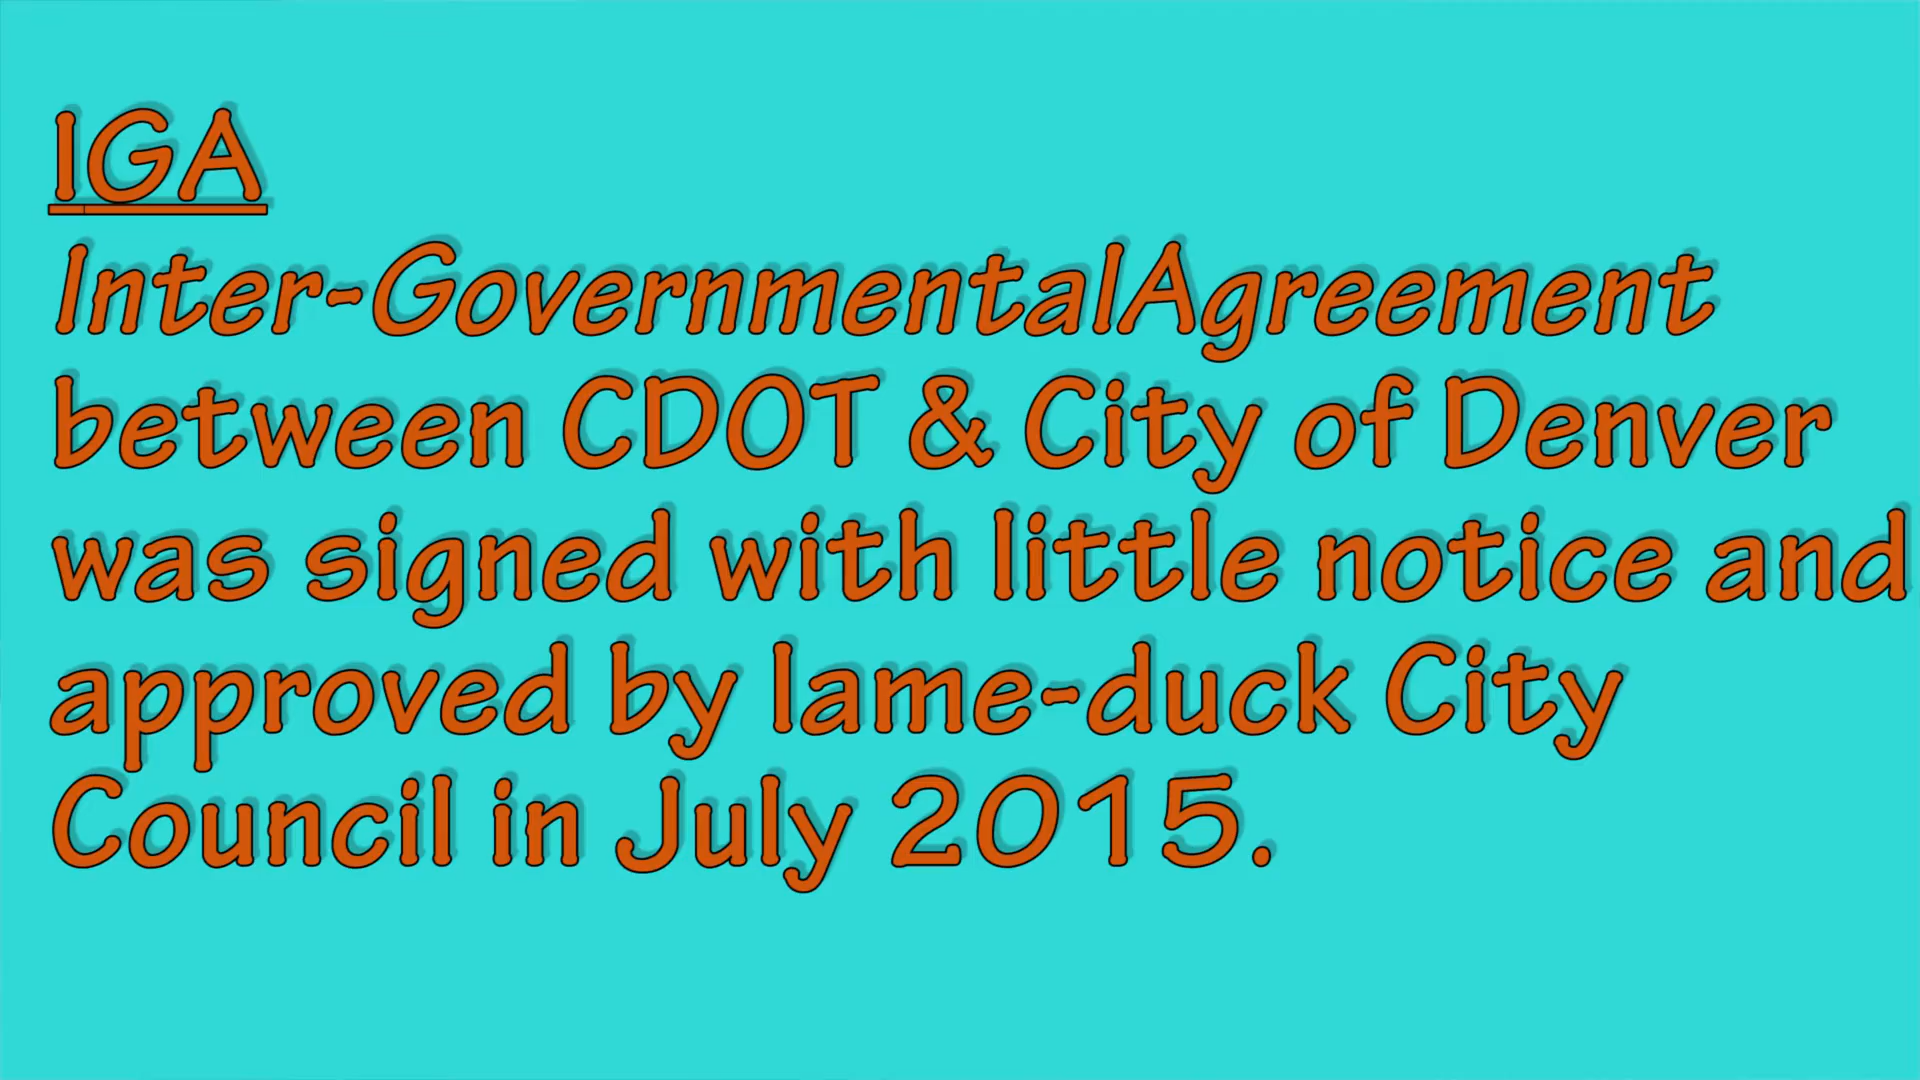 IGA
Inter-GovernmentalAgreement
between CDOT & City of Denver
was signed with little notice and
approved by lame-duck City
Council in July 2015.